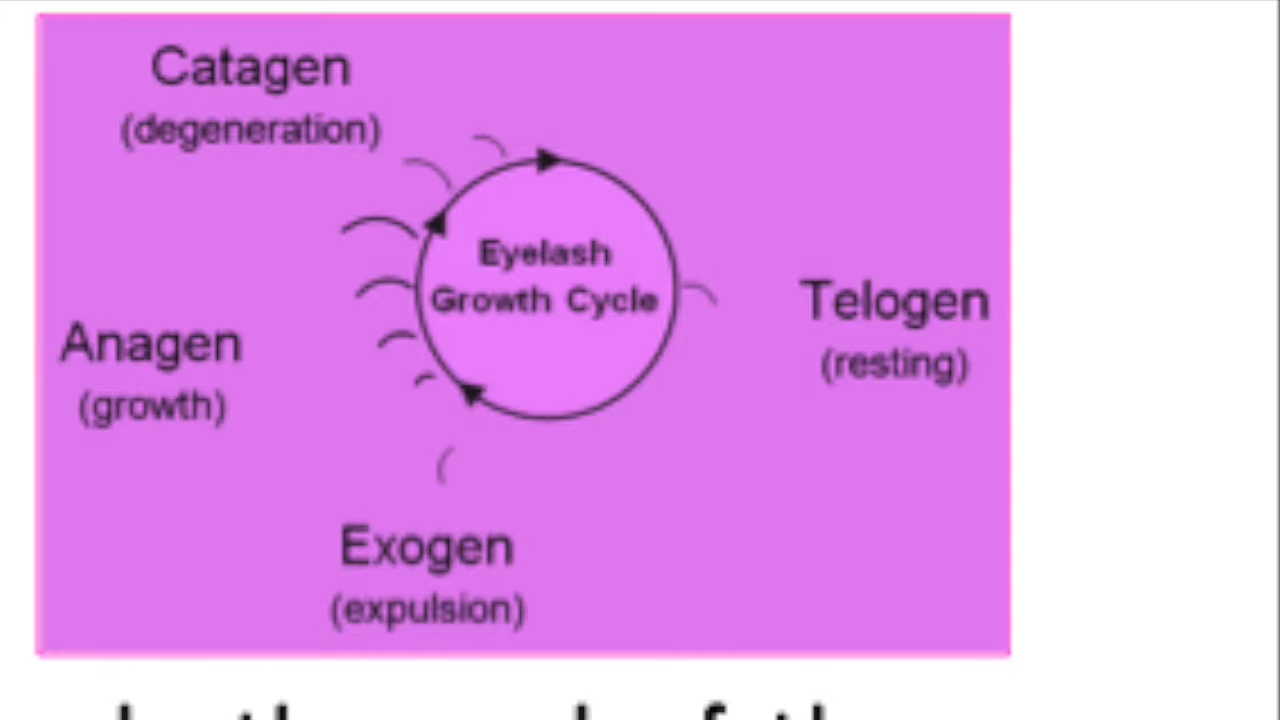 Catagen
(degeneration)
Eyelash
Growth Cycle
Telogen
(resting)
Anagen
(growth)
Exogen
(expulsion)